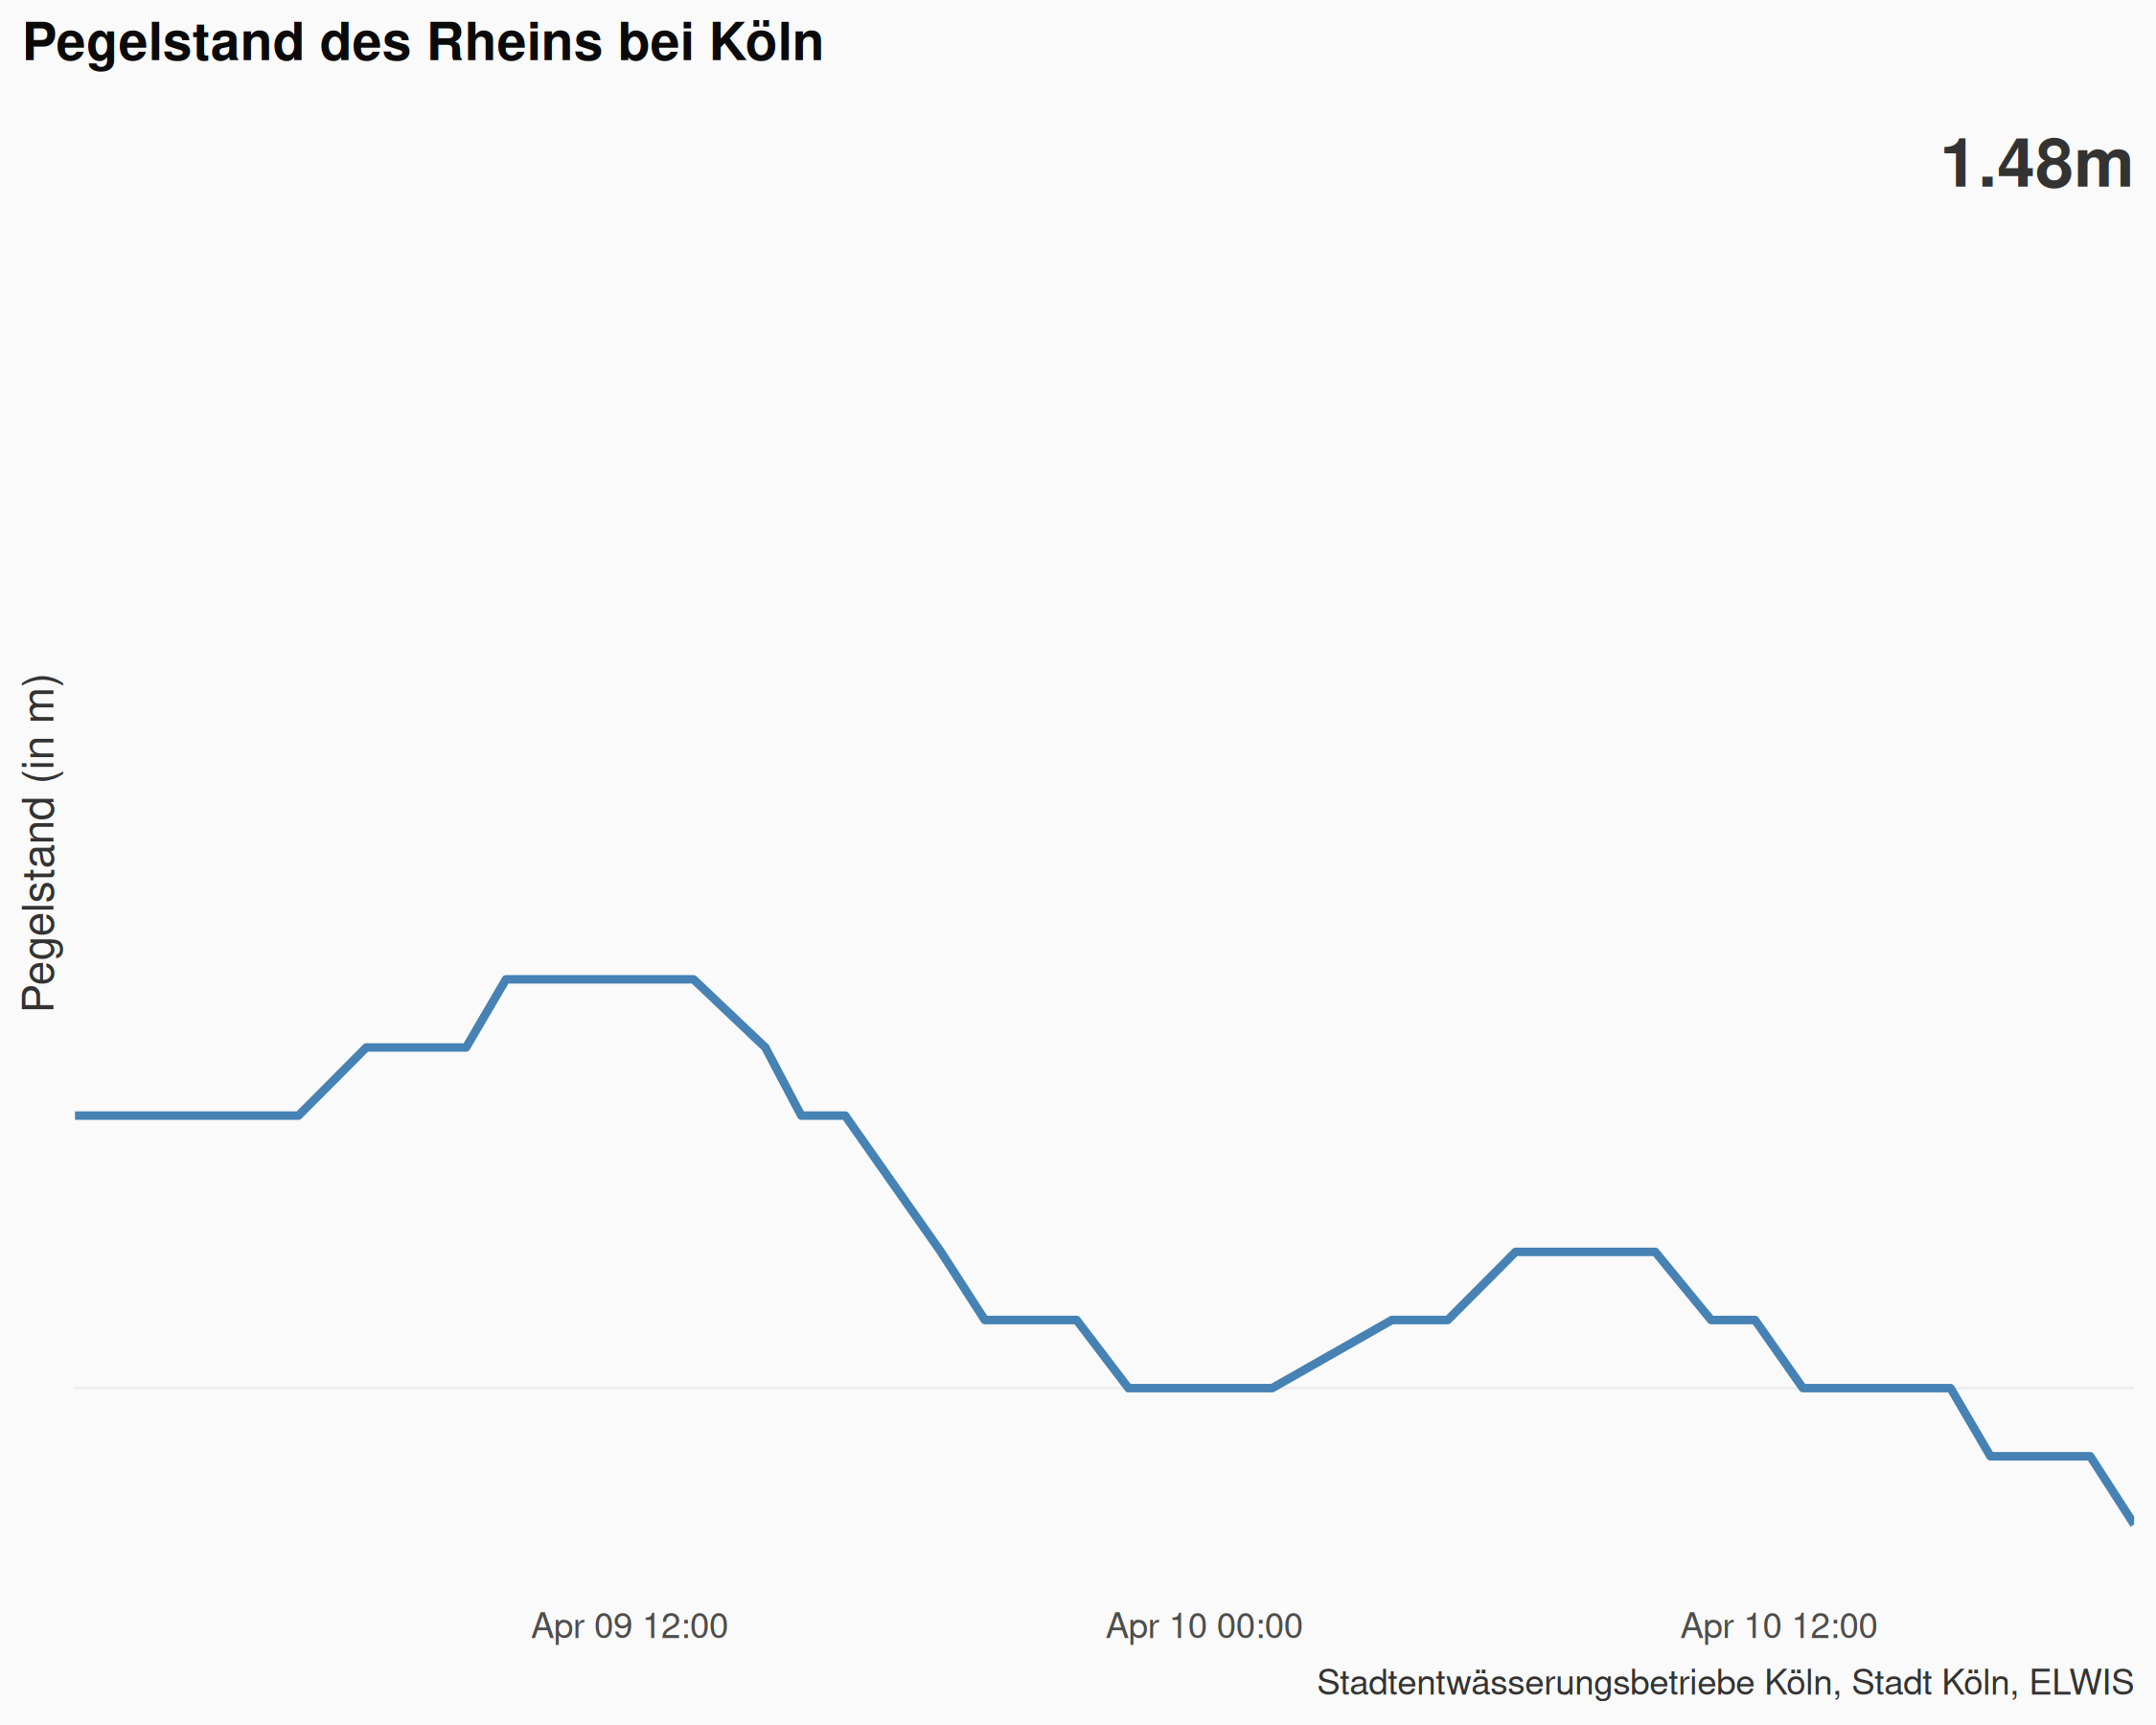 Pegelstand des Rheins bei Köln
1.48m
Pegelstand (in m)
Apr 09 12:00
Apr 10 00:00
Apr 10 12:00
Stadtentwässerungsbetriebe Köln, Stadt Köln, ELWIS